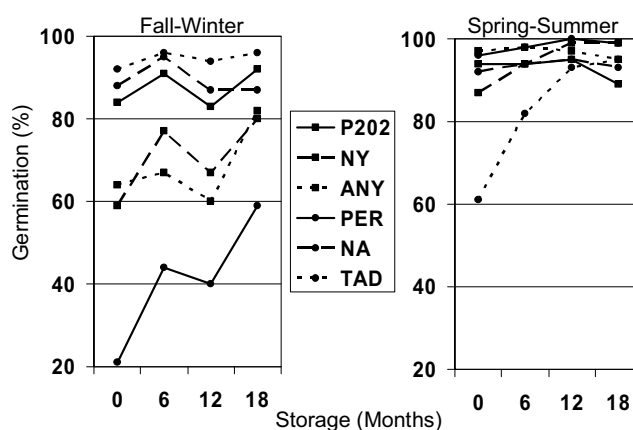 Fall-Winter
Spring-Summer
Germination (%)
100
80
60
40
20
0 6 12 18
P202
NY
ANY
PER
NA
TAD
100
80
60
40
20
0 6 12 18
Storage (Months)